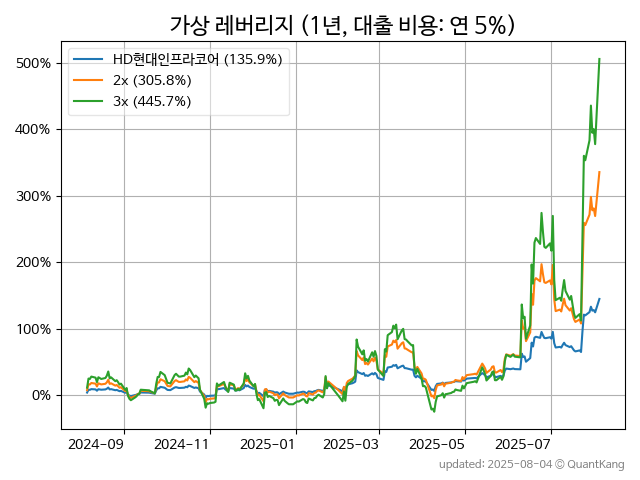 가상 레버리지 (1년, 대출 비용: 연 5%)
HD현대인프라코어 (135.9%)
2x (305.8%)
3x (445.7%)
500%
400%
300%
200%
100%
0%
2024-09 2024-11 2025-01 2025-03 2025-05 2025-07
updated: 2025-08-04 © QuantKang